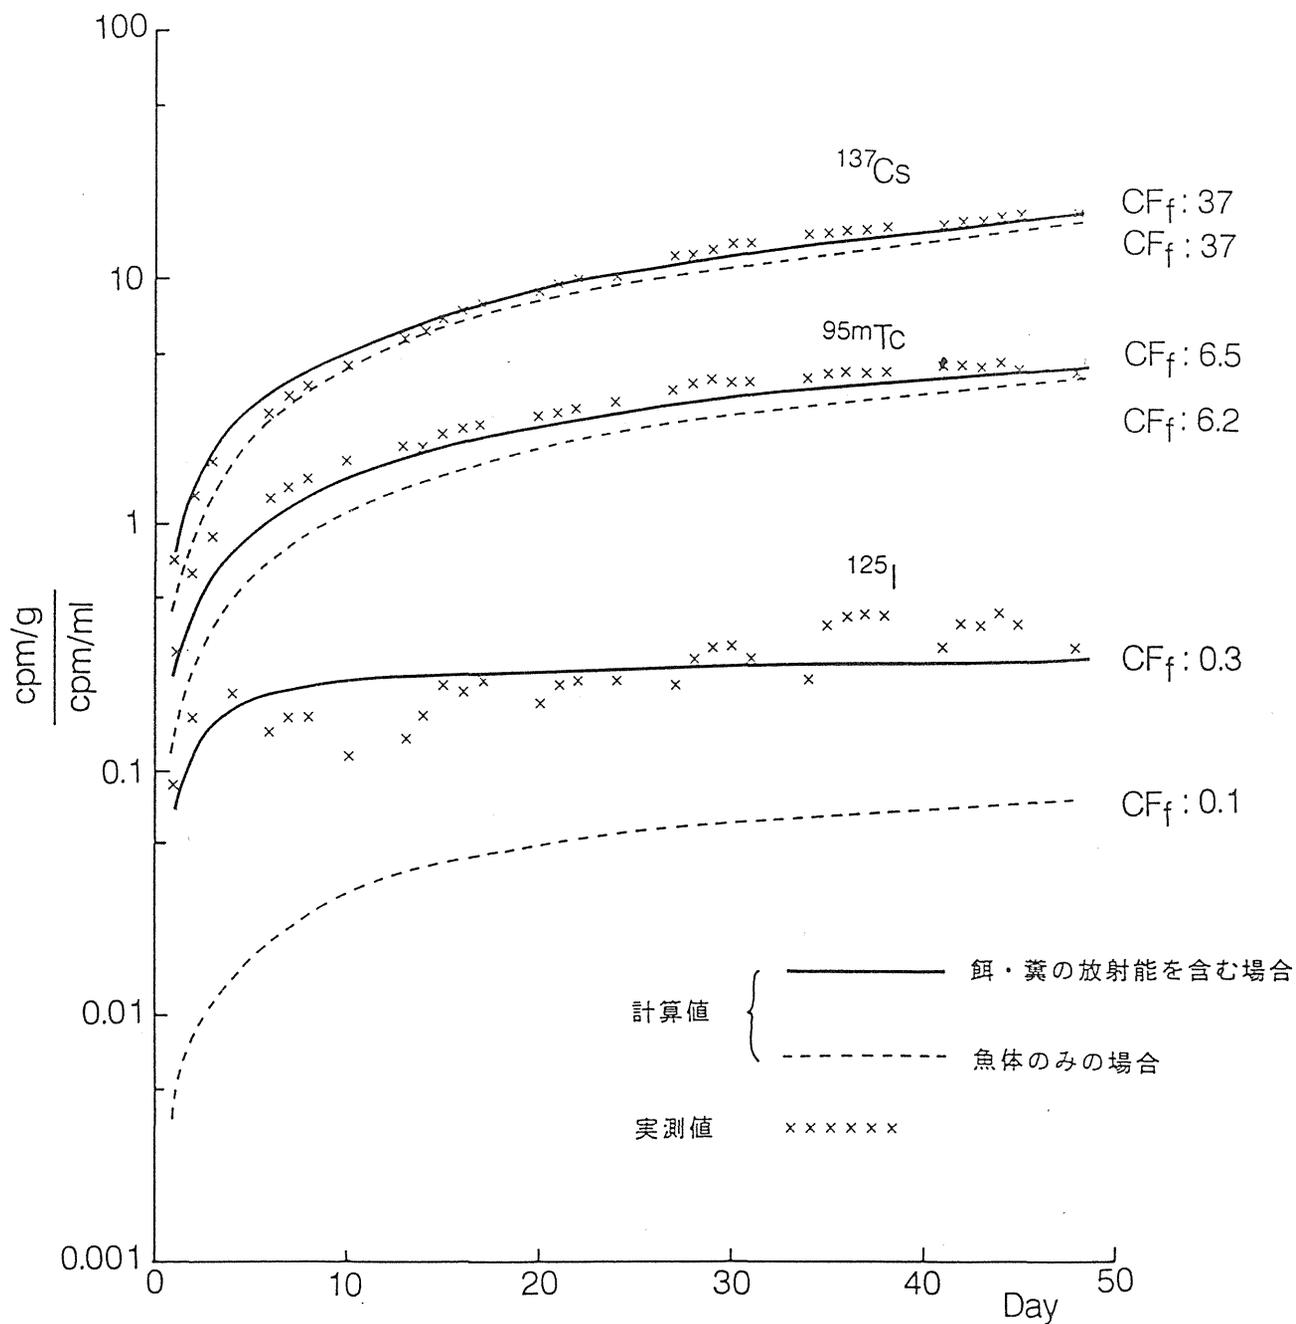 100
10
1
0.1
0.01
0.001
cpm/g
cpm/ml
137Cs
CFf : 37
CFf : 37
95mTc
CFf : 6.5
CFf : 6.2
125I
CFf : 0.3
CFf : 0.1
計算値
餌・糞の放射能を含む場合
魚体のみの場合
実測値
0 10 20 30 40 50
Day